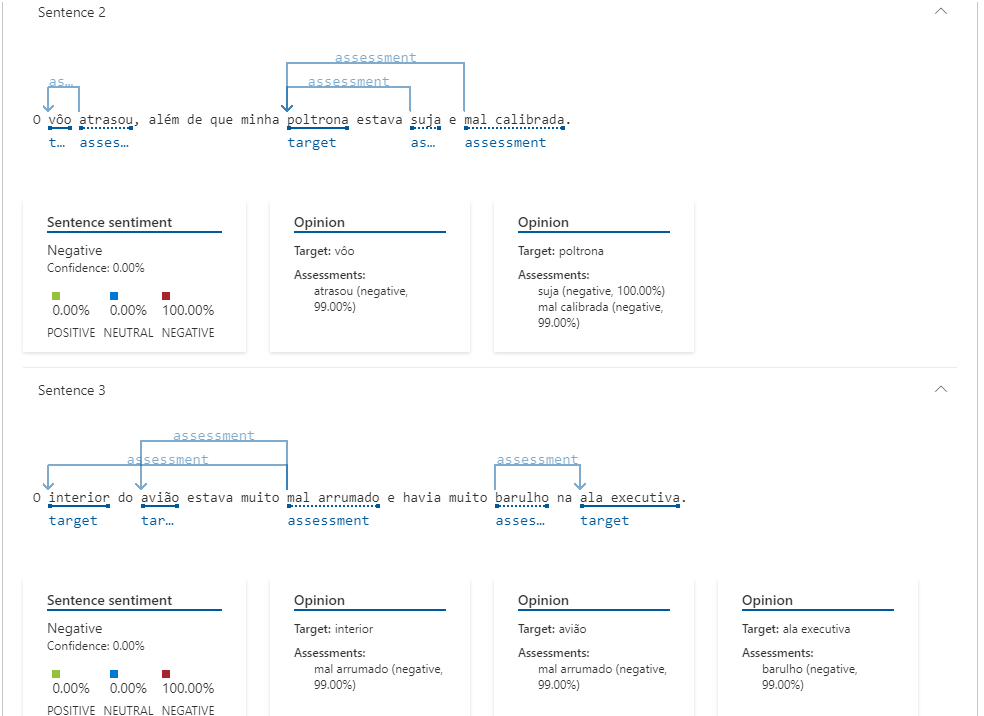 Sentence 2
assessment
as... assessment
O vôo atrasou, além de que minha poltrona estava suja e mal calibrada.
t... asses... target as... assessment
Sentence sentiment
Negative
Confidence: 0.00%
0.00% 0.00% 100.00%
POSITIVE NEUTRAL NEGATIVE
Opinion
Target: vôo
Assessments:
atrasou (negative,
99.00%)
Opinion
Target: poltrona
Assessments:
suja (negative, 100.00%)
mal calibrada (negative,
99.00%)
Sentence 3
assessment
assessment assessment
O interior do avião estava muito mal arrumado e havia muito barulho na ala executiva.
target tar... assessment asses... target
Sentence sentiment
Negative
Confidence: 0.00%
0.00% 0.00% 100.00%
POSITIVE NEUTRAL NEGATIVE
Opinion
Target: interior
Assessments:
mal arrumado (negative,
99.00%)
Opinion
Target: avião
Assessments:
mal arrumado (negative,
99.00%)
Opinion
Target: ala executiva
Assessments:
barulho (negative,
99.00%)